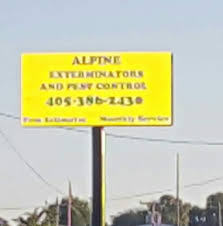 ALPINE
EXTERMINATORS
AND PEST CONTROL
405-386-2430
Free Estimates Monthly Service